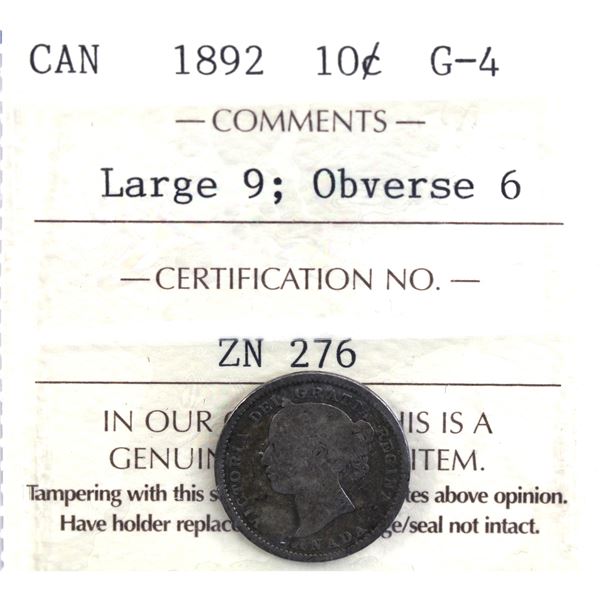 CAN 1892 10¢ G-4
— COMMENTS —
Large 9; Obverse 6
— CERTIFICATION NO. —
ZN 276
IN OUR HIS IS A
GENUIN ITEM.
Tampering with this s tes above opinion.
Have holder replac ge/seal not intact.
VICTORIA DEI GRATIA REGINA
CANADA